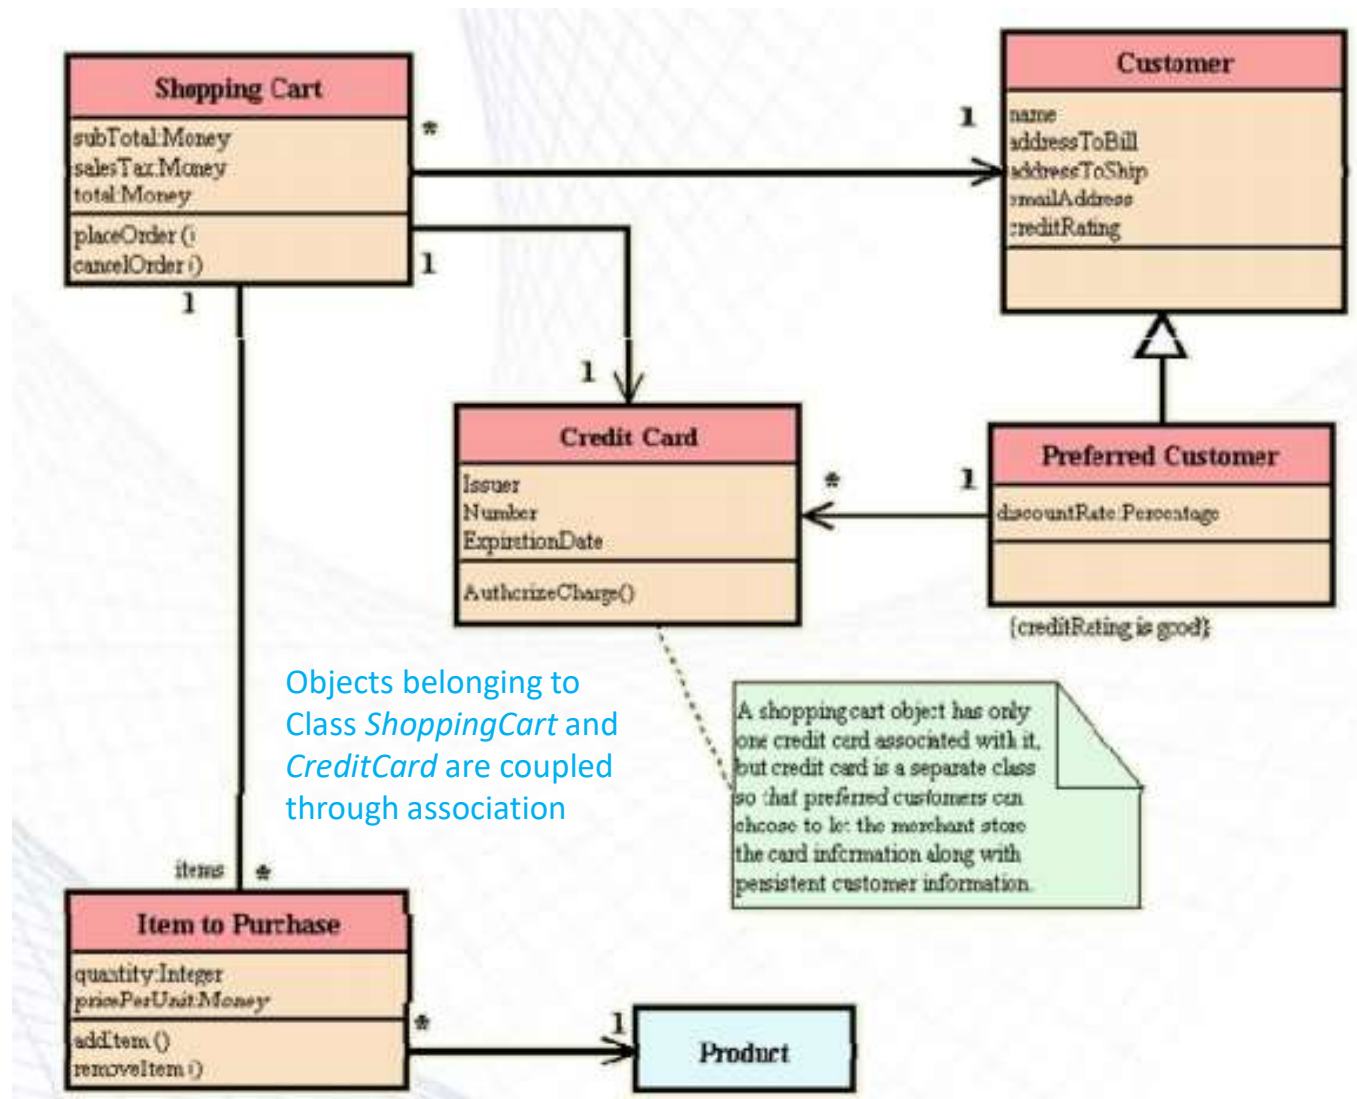 Shopping Cart
subTotal:Money
salesTax:Money
total:Money
placeOrder ()
cancelOrder ()
*
1
Customer
name
addressToBill
addressToShip
emailAddress
creditRating
1
1
1
Credit Card
Issuer
Number
ExpirationDate
AuthorizeCharge()
*
1
Preferred Customer
discountRate:Percentage
{creditRating is good}
Objects belonging to
Class ShoppingCart and
CreditCard are coupled
through association
A shopping cart object has only
one credit card associated with it,
but credit card is a separate class
so that preferred customers can
choose to let the merchant store
the card information along with
persistent customer information.
items *
Item to Purchase
quantity:Integer
pricePerUnit:Money
addItem ()
removeItem ()
*
1
Product